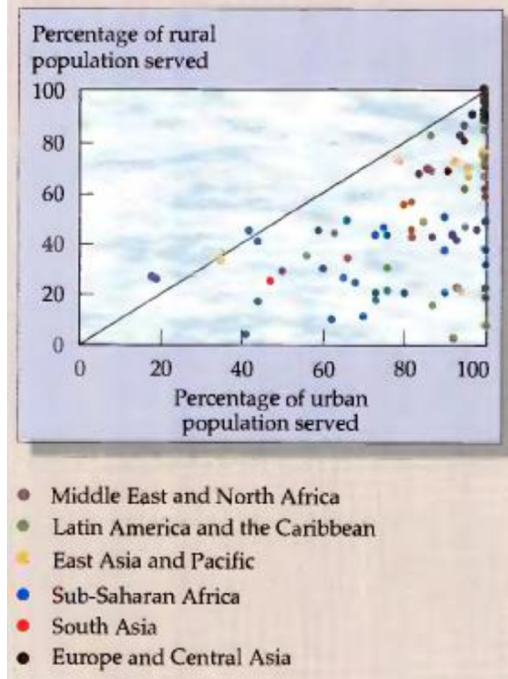 Percentage of rural
population served
100
80
60
40
20
0
0 20 40 60 80 100
Percentage of urban
population served
Middle East and North Africa
Latin America and the Caribbean
East Asia and Pacific
Sub-Saharan Africa
South Asia
Europe and Central Asia